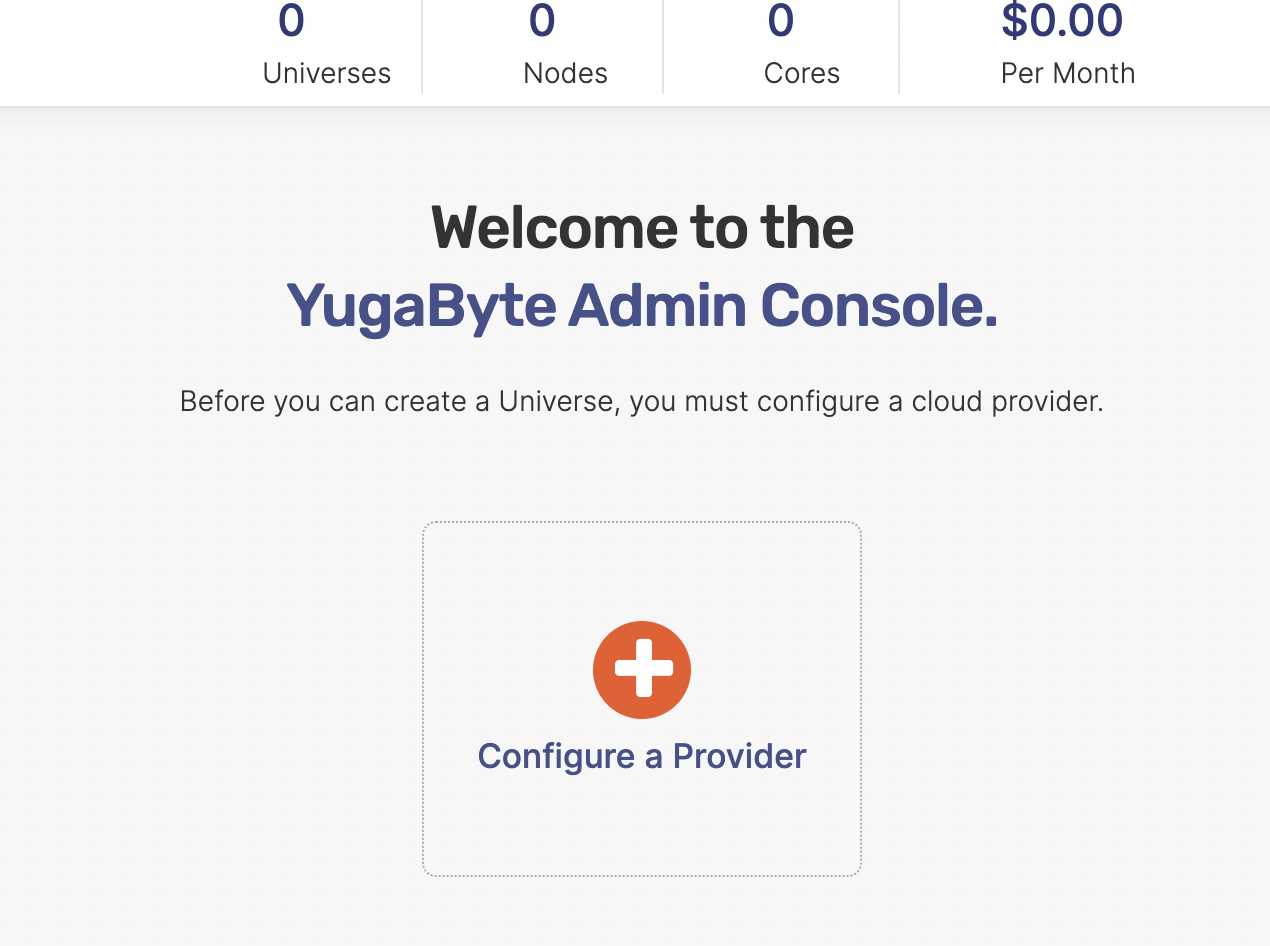 0 0 0 $0.00
Universes Nodes Cores Per Month
Welcome to the
YugaByte Admin Console.
Before you can create a Universe, you must configure a cloud provider.
Configure a Provider